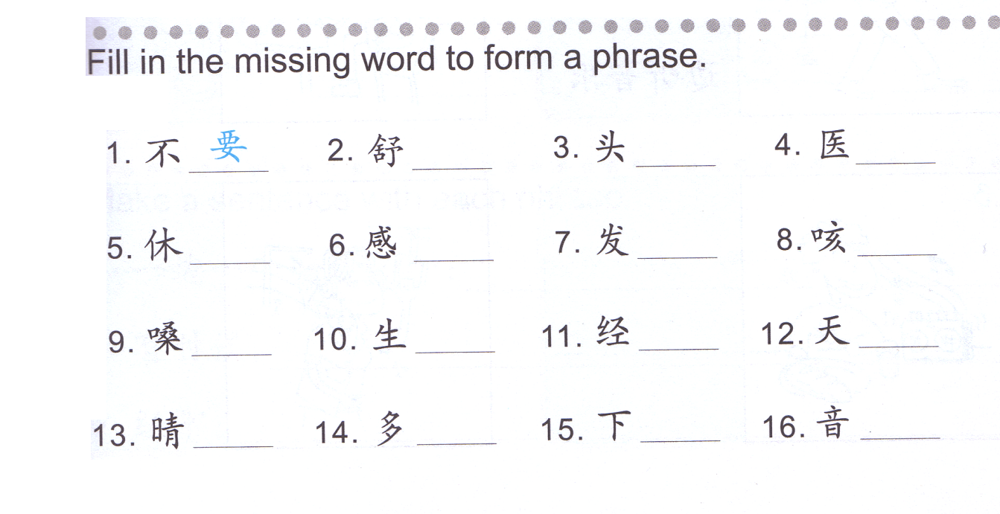 Fill in the missing word to form a phrase.
1. 不 要 2. 舒 3. 头 4. 医
5. 休 6. 感 7. 发 8. 咳
9. 嗓 10. 生 11. 经 12. 天
13. 晴 14. 多 15. 下 16. 音